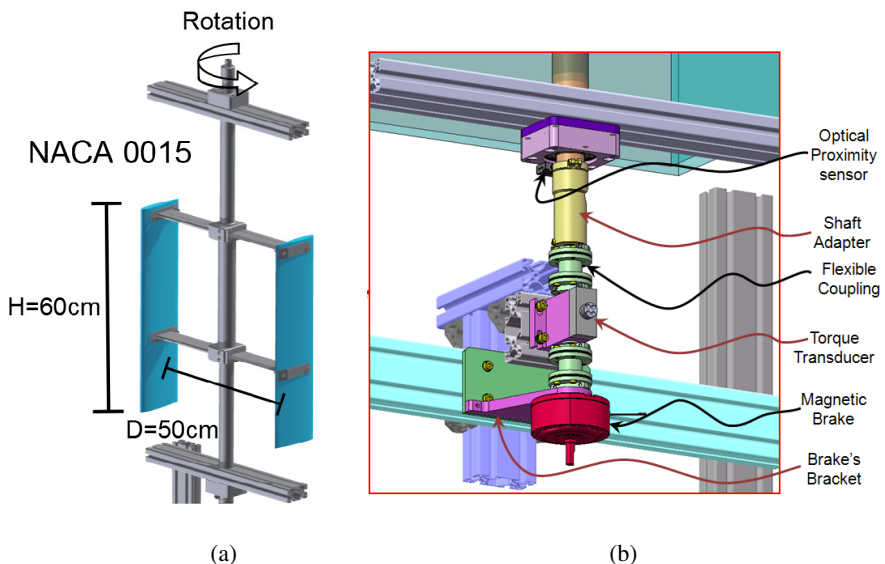 Rotation
NACA 0015
H=60cm
D=50cm
Optical
Proximity
sensor
Shaft
Adapter
Flexible
Coupling
Torque
Transducer
Magnetic
Brake
Brake's
Bracket
(a)
(b)